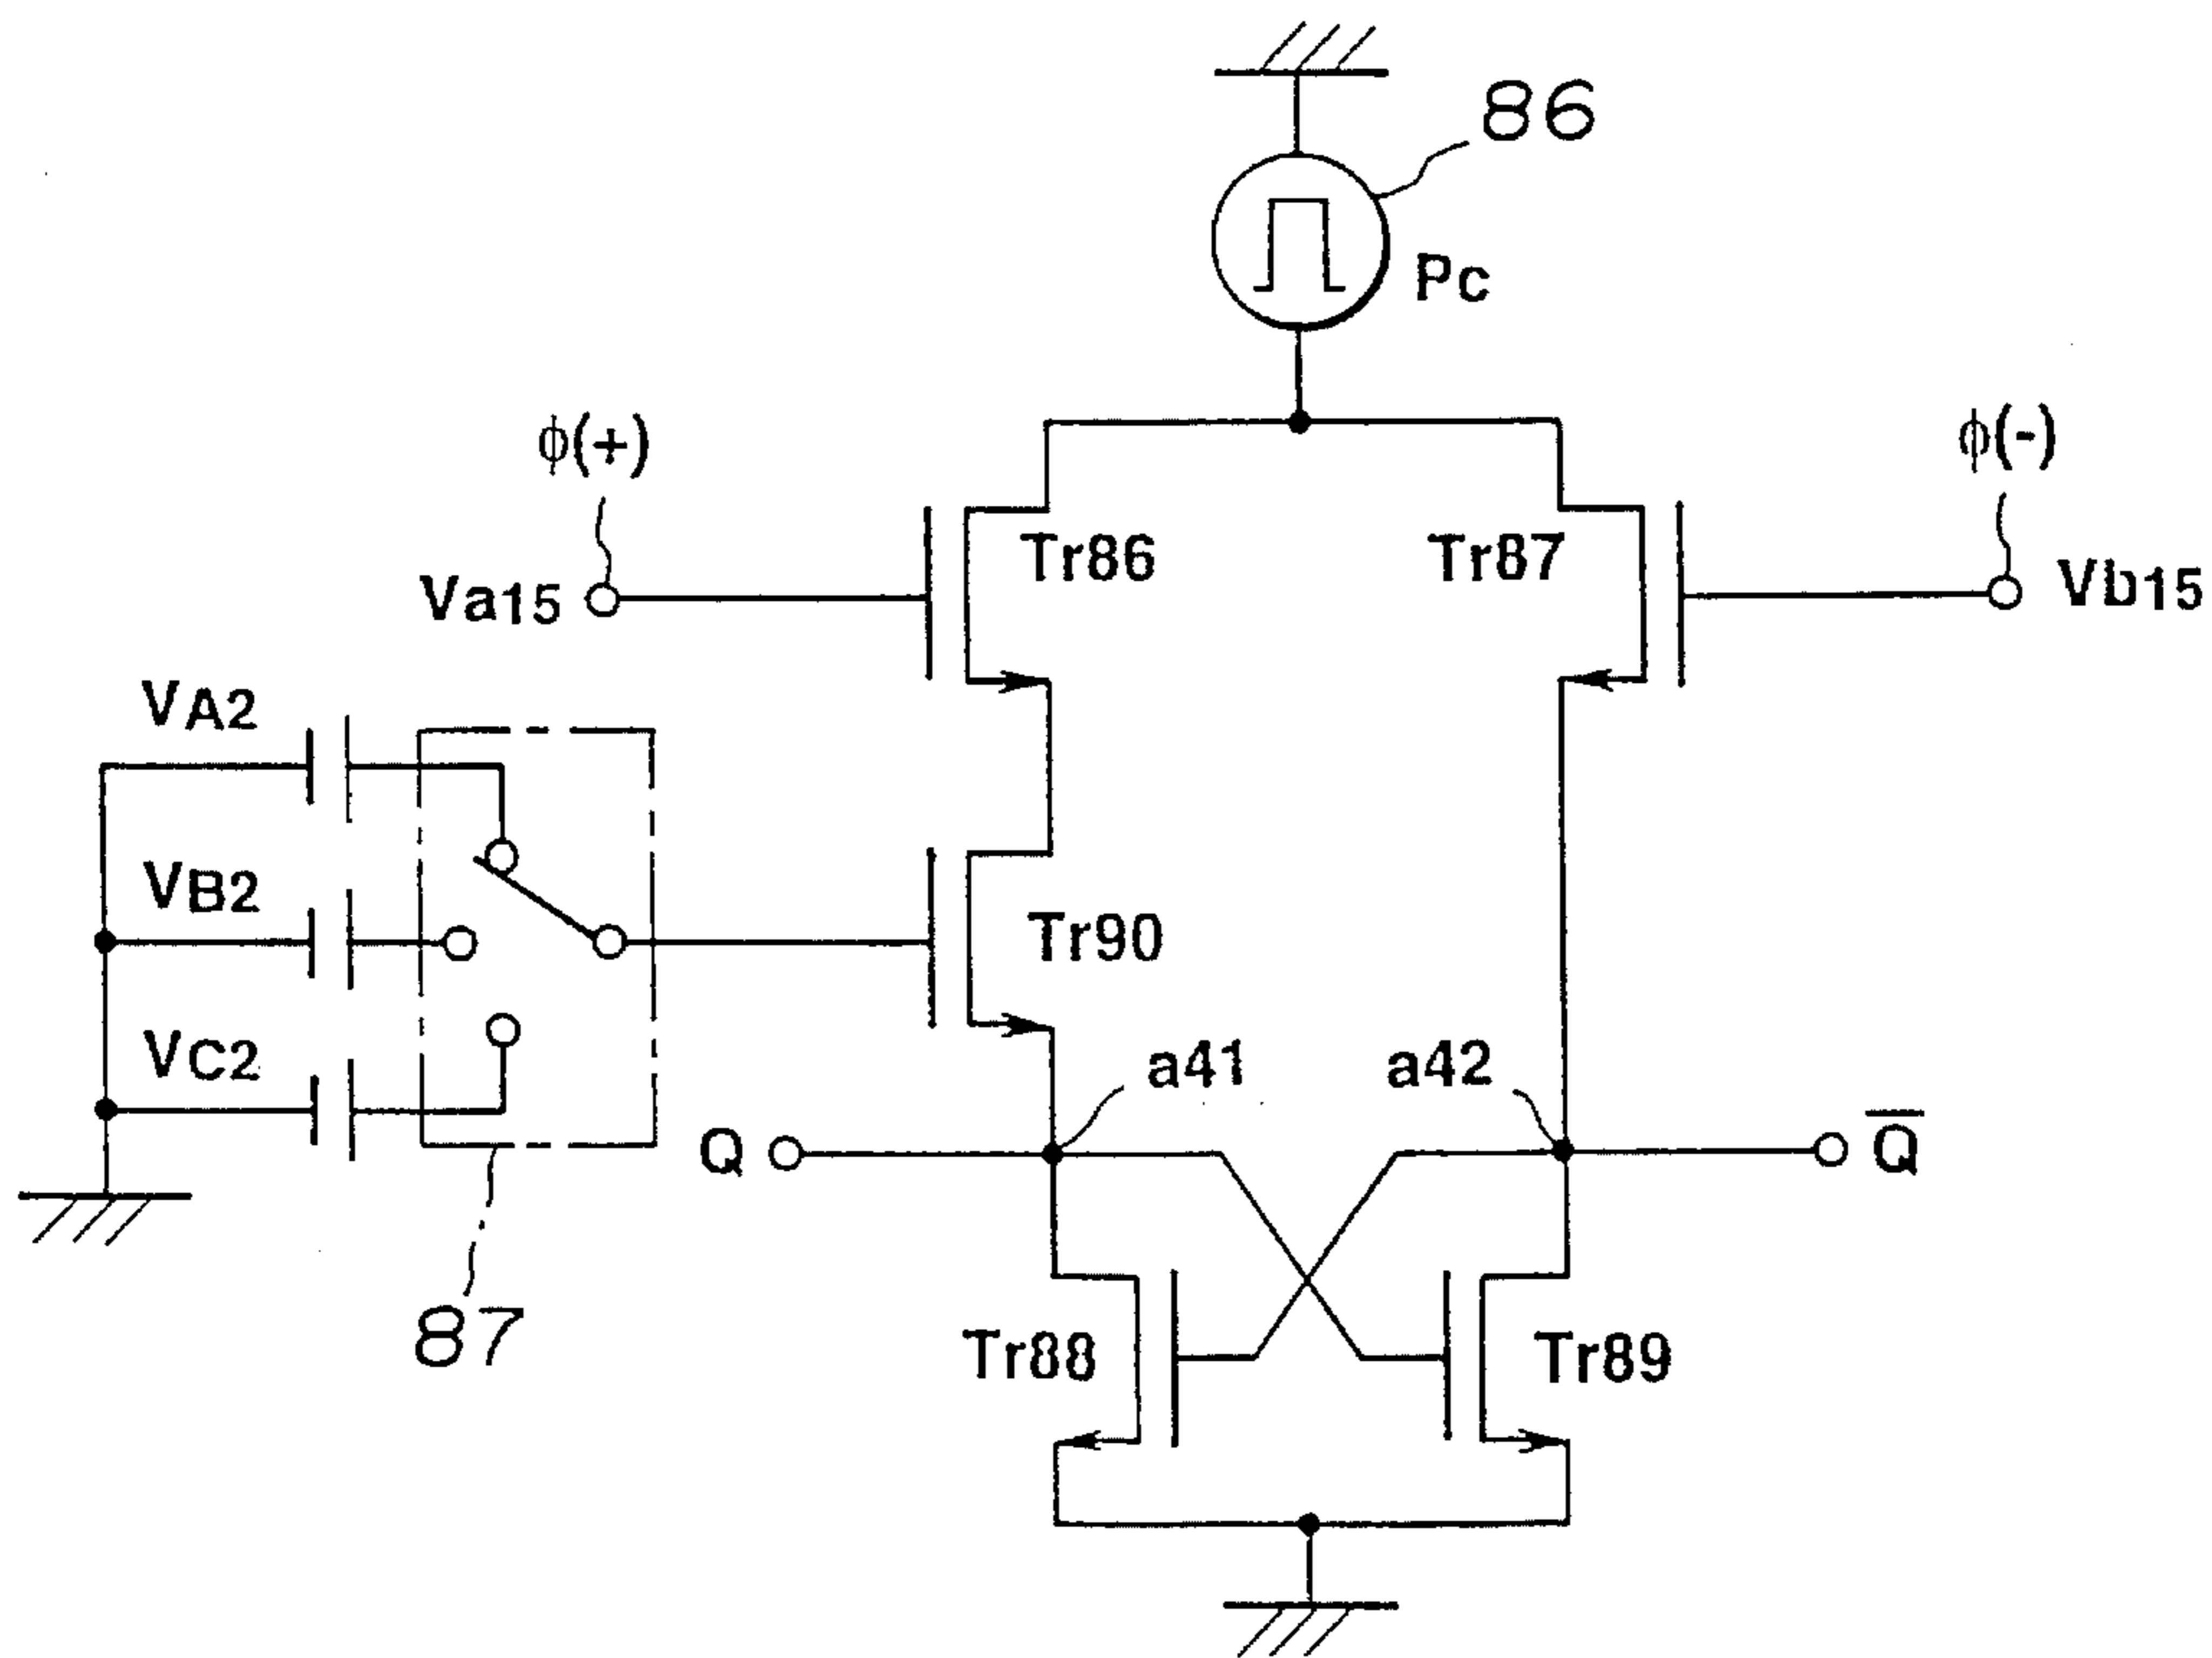 86
Pc
ϕ(+)
ϕ(-)
Tr86
Tr87
Va15
Vb15
VA2
VB2
Tr90
VC2
a41
a42
Q
Q̅
87
Tr88
Tr89